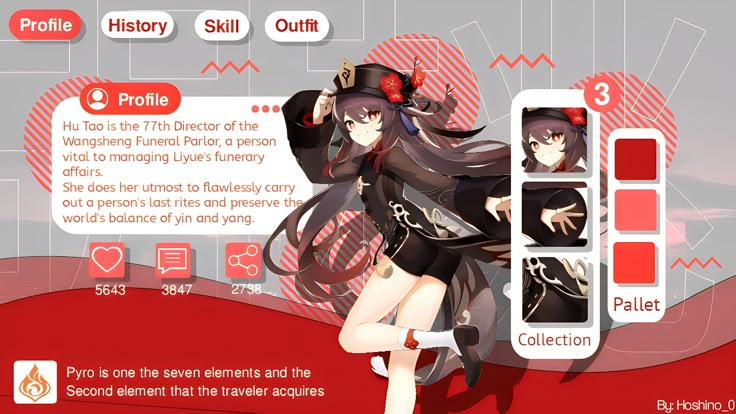 Profile
History
Skill
Outfit
Profile
Hu Tao is the 77th Director of the
Wangsheng Funeral Parlor, a person
vital to managing Liyue's funerary
affairs.
She does her utmost to flawlessly carry
out a person's last rites and preserve the
world's balance of yin and yang.
5643
3847
2738
3
Collection
Pallet
Pyro is one the seven elements and the
Second element that the traveler acquires
By: Hoshino_0